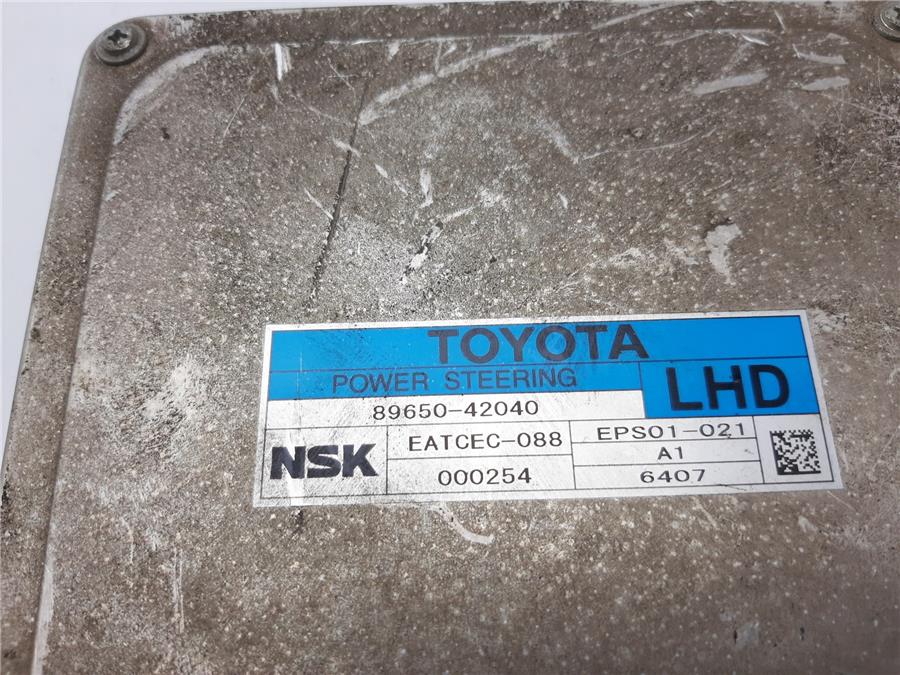 TOYOTA
POWER STEERING
LHD
89650-42040
NSK
EATCEC-088
EPS01-021
A1
000254
6407